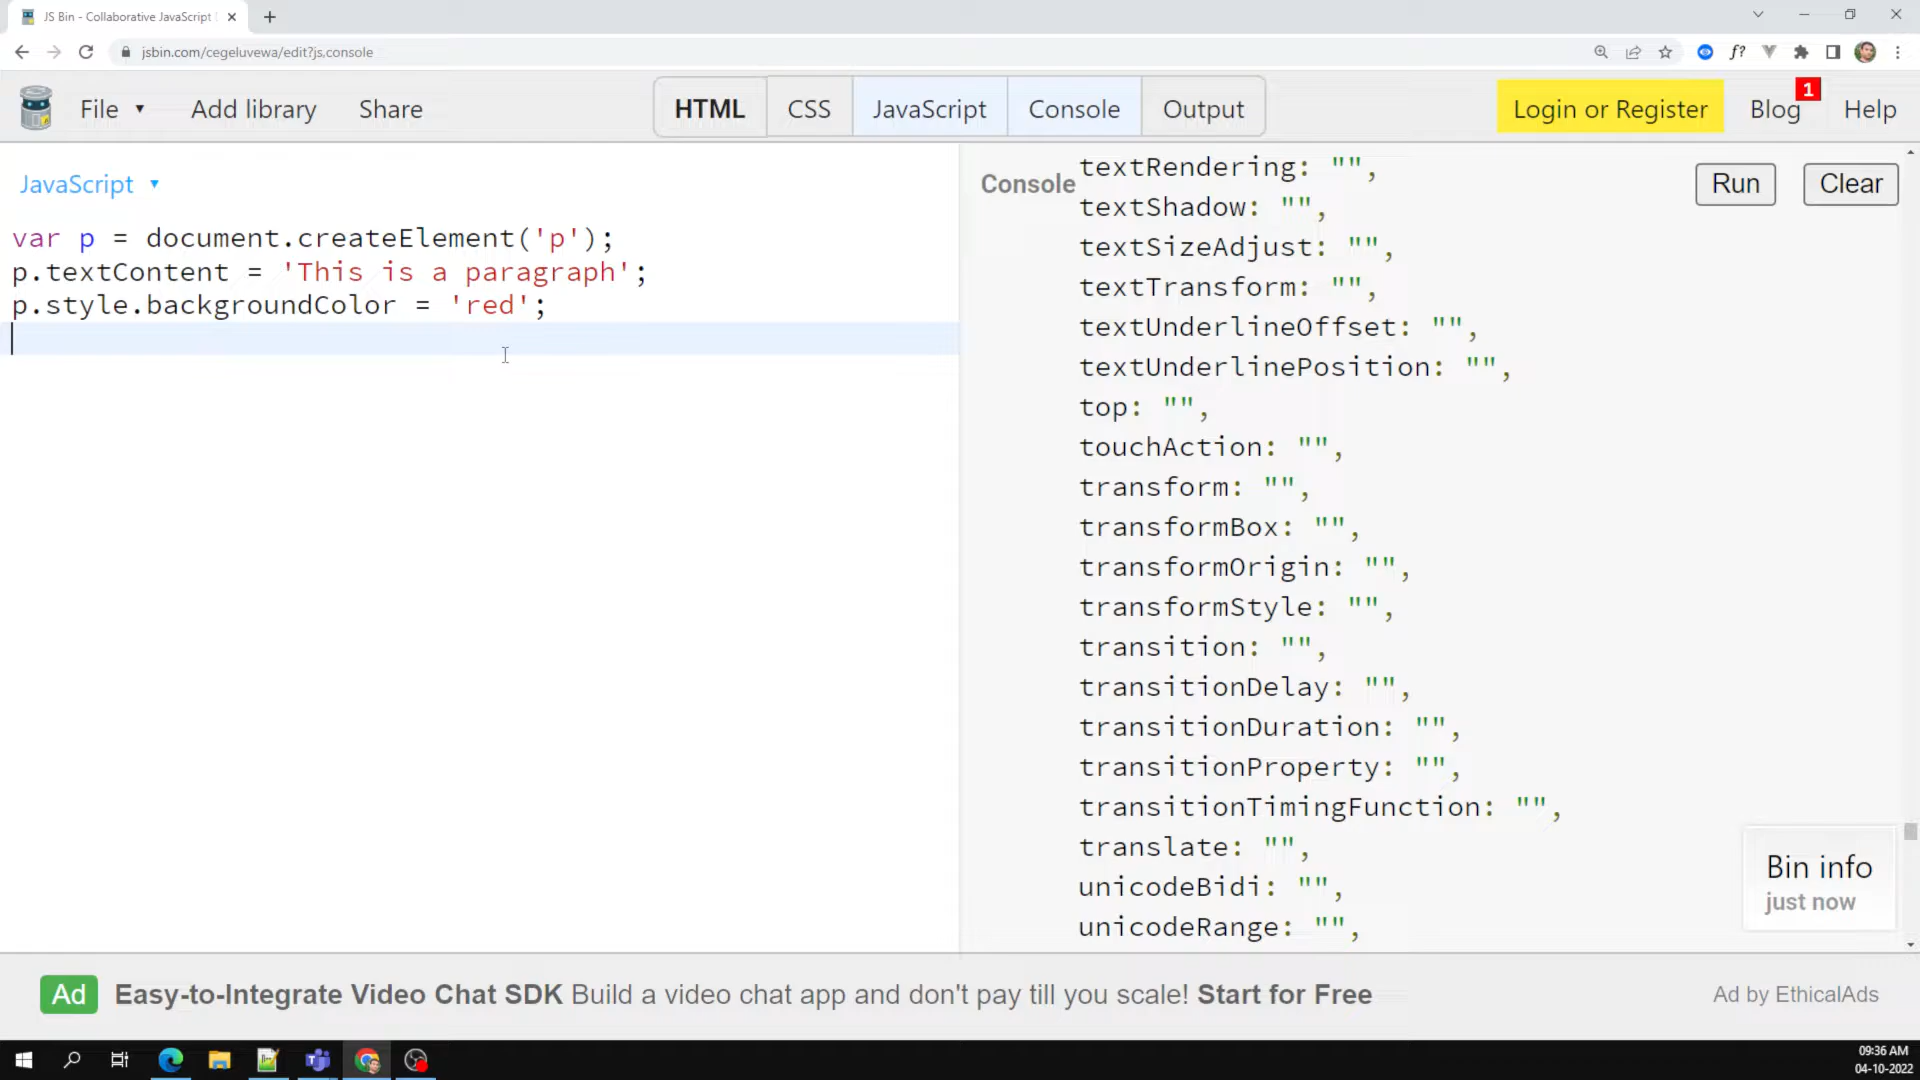 JS Bin - Collaborative JavaScript
jsbin.com/cegeluvewa/edit?js,console
f?
File ▼ Add library Share
HTML CSS JavaScript Console Output
Login or Register Blog 1 Help
JavaScript ▼
var p = document.createElement('p');
p.textContent = 'This is a paragraph';
p.style.backgroundColor = 'red';
Console
Run Clear
textRendering: "",
textShadow: "",
textSizeAdjust: "",
textTransform: "",
textUnderlineOffset: "",
textUnderlinePosition: "",
top: "",
touchAction: "",
transform: "",
transformBox: "",
transformOrigin: "",
transformStyle: "",
transition: "",
transitionDelay: "",
transitionDuration: "",
transitionProperty: "",
transitionTimingFunction: "",
translate: "",
unicodeBidi: "",
unicodeRange: "",
Bin info
just now
Ad Easy-to-Integrate Video Chat SDK Build a video chat app and don't pay till you scale! Start for Free
Ad by EthicalAds
09:36 AM
04-10-2022